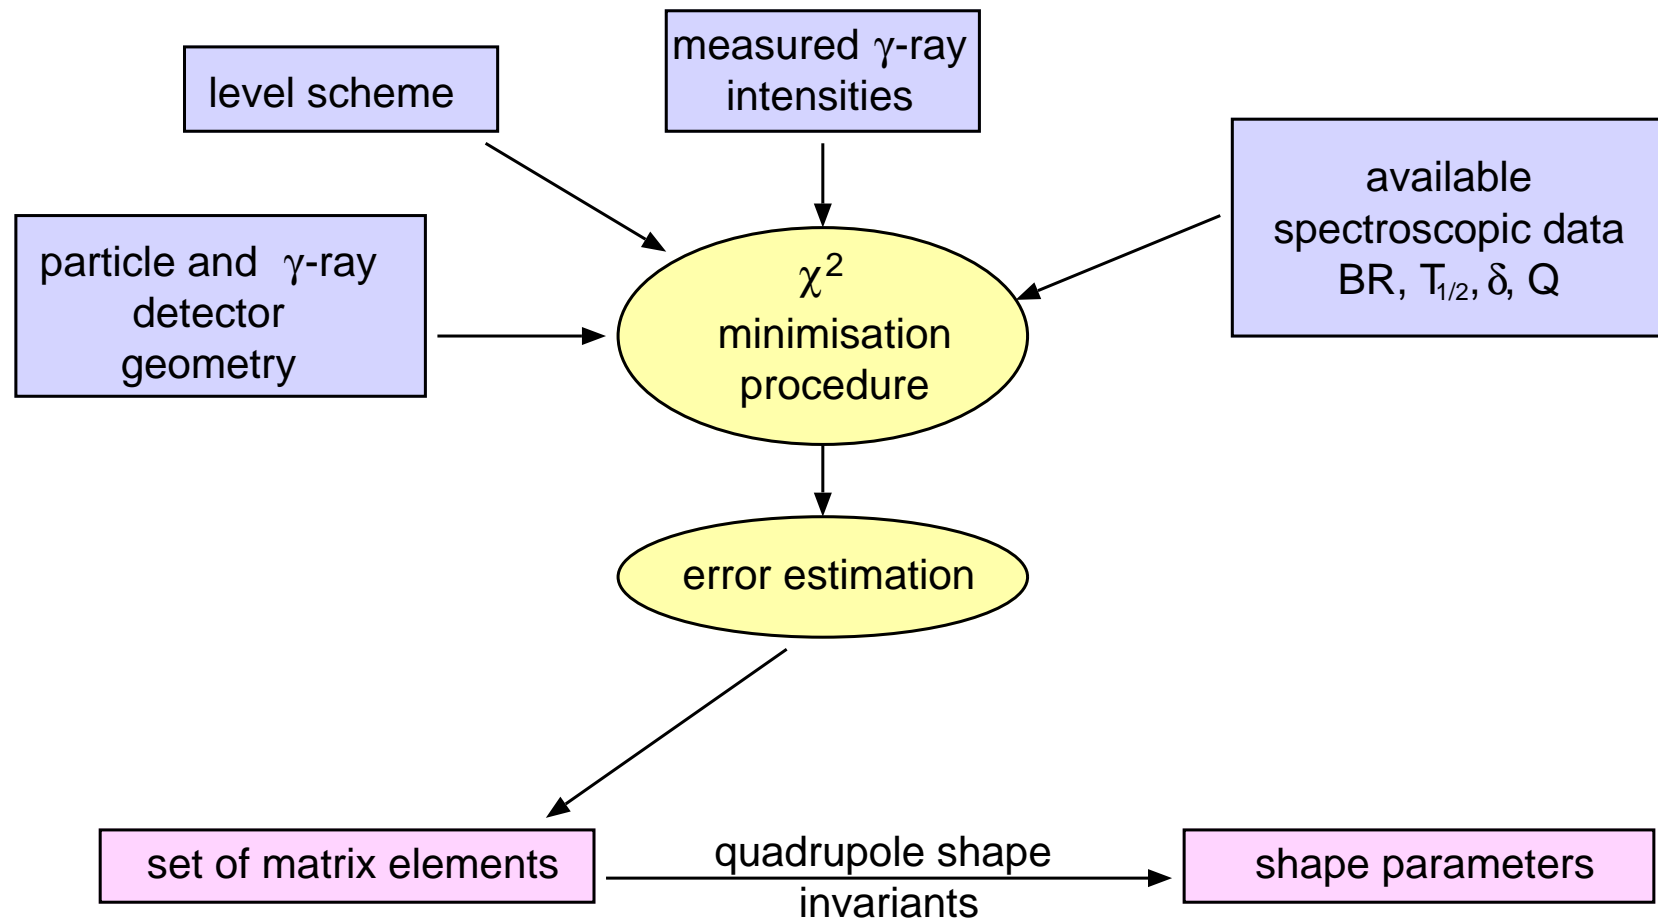 measured γ-ray
intensities
level scheme
available
spectroscopic data
BR, T1/2, δ, Q
particle and γ-ray
detector
geometry
χ2
minimisation
procedure
error estimation
set of matrix elements
quadrupole shape
invariants
shape parameters